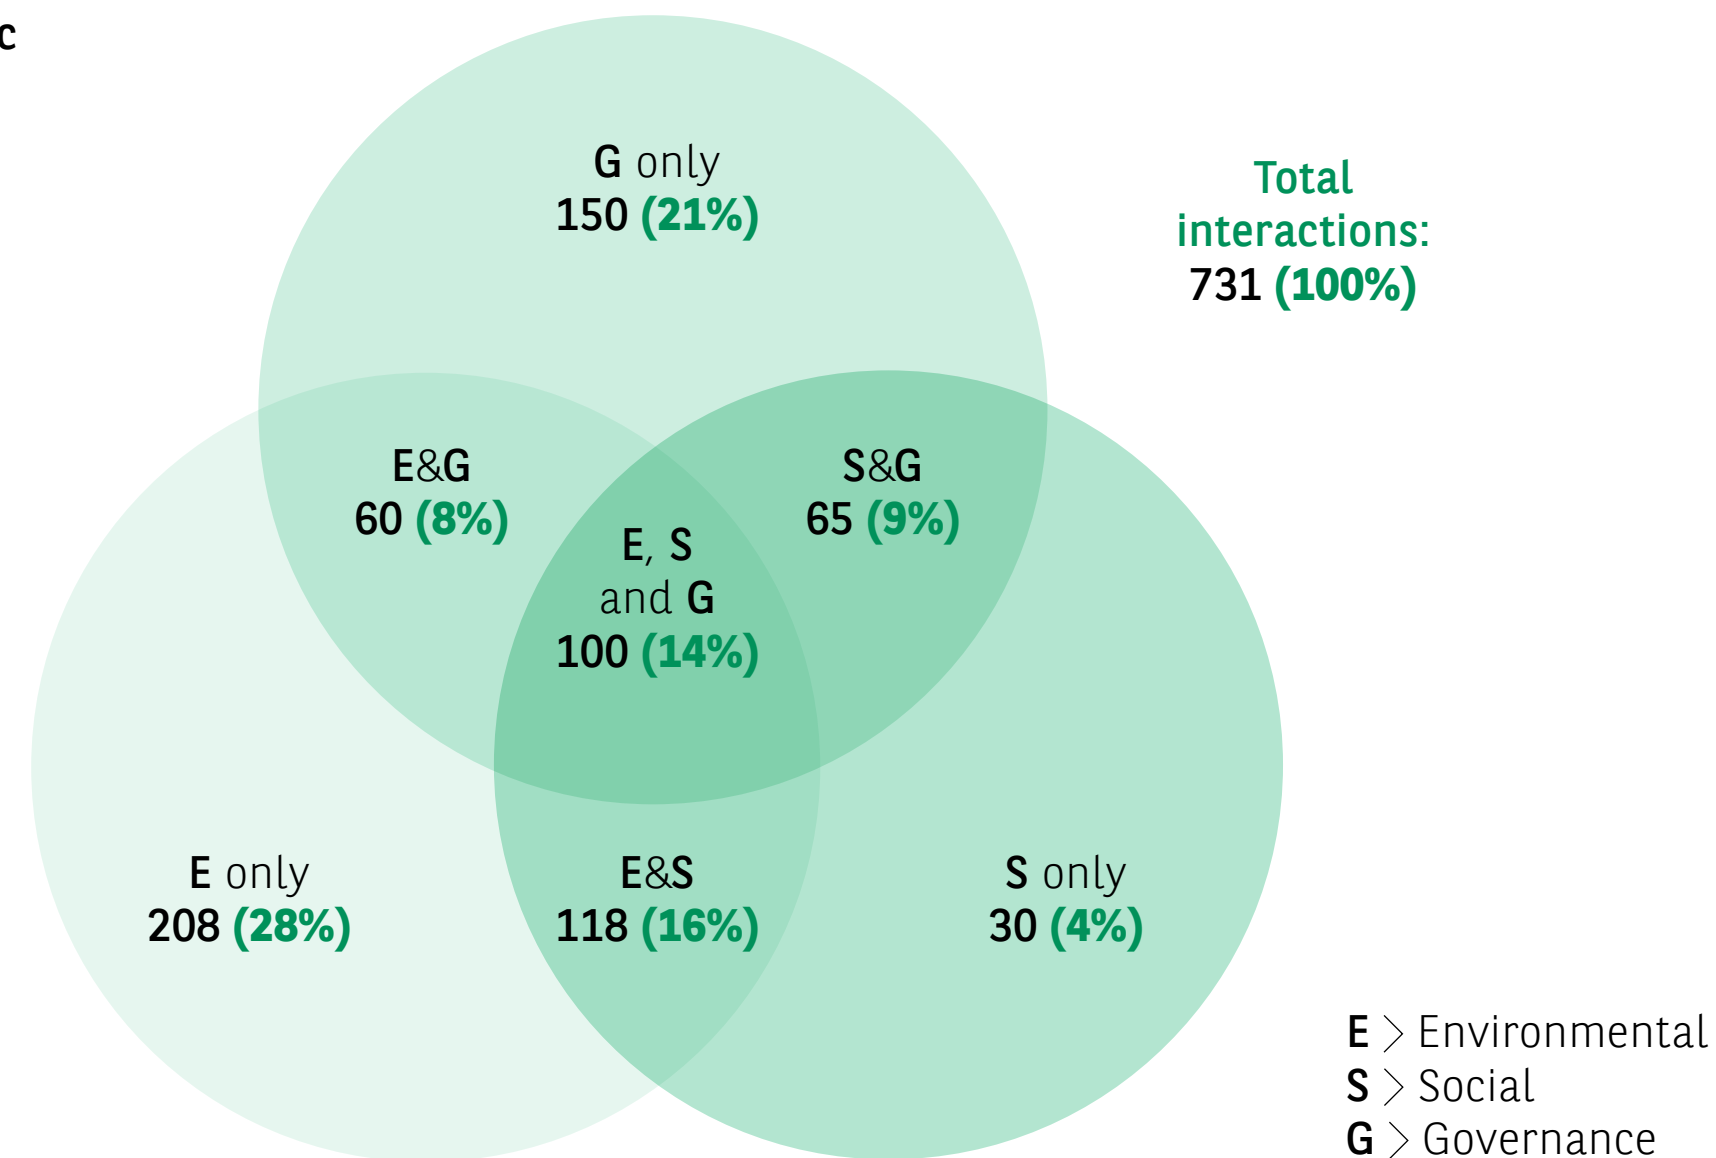 c
G only
150 (21%)
Total
interactions:
731 (100%)
E&G
60 (8%)
S&G
65 (9%)
E, S
and G
100 (14%)
E only
208 (28%)
E&S
118 (16%)
S only
30 (4%)
E > Environmental
S > Social
G > Governance